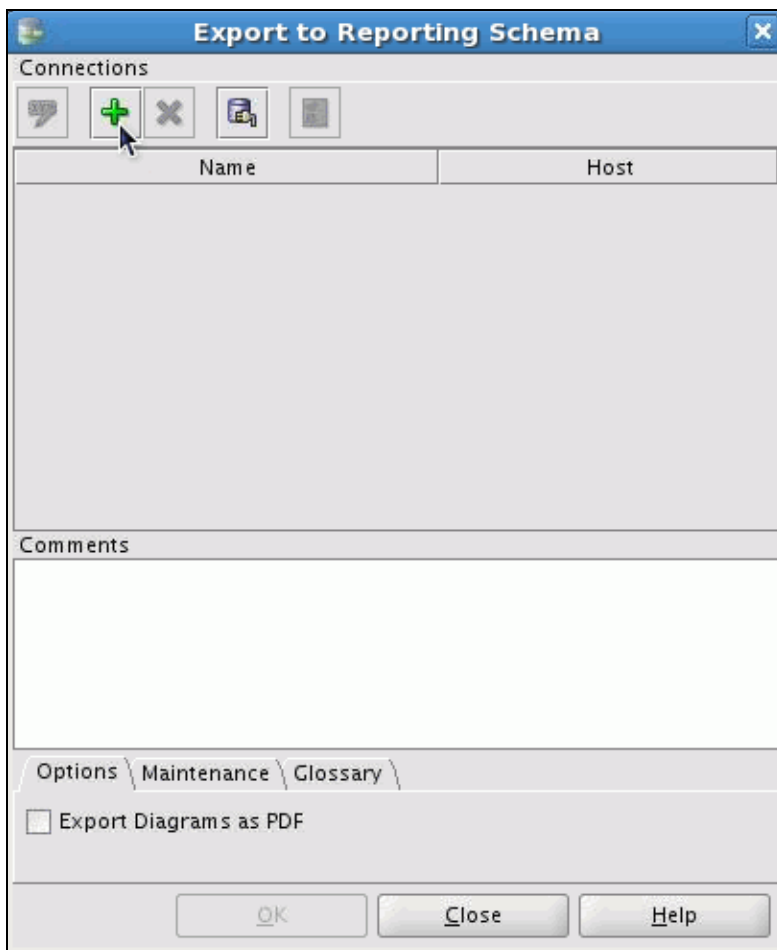 Export to Reporting Schema
Connections
Name Host
Comments
Options Maintenance Glossary
Export Diagrams as PDF
OK Close Help